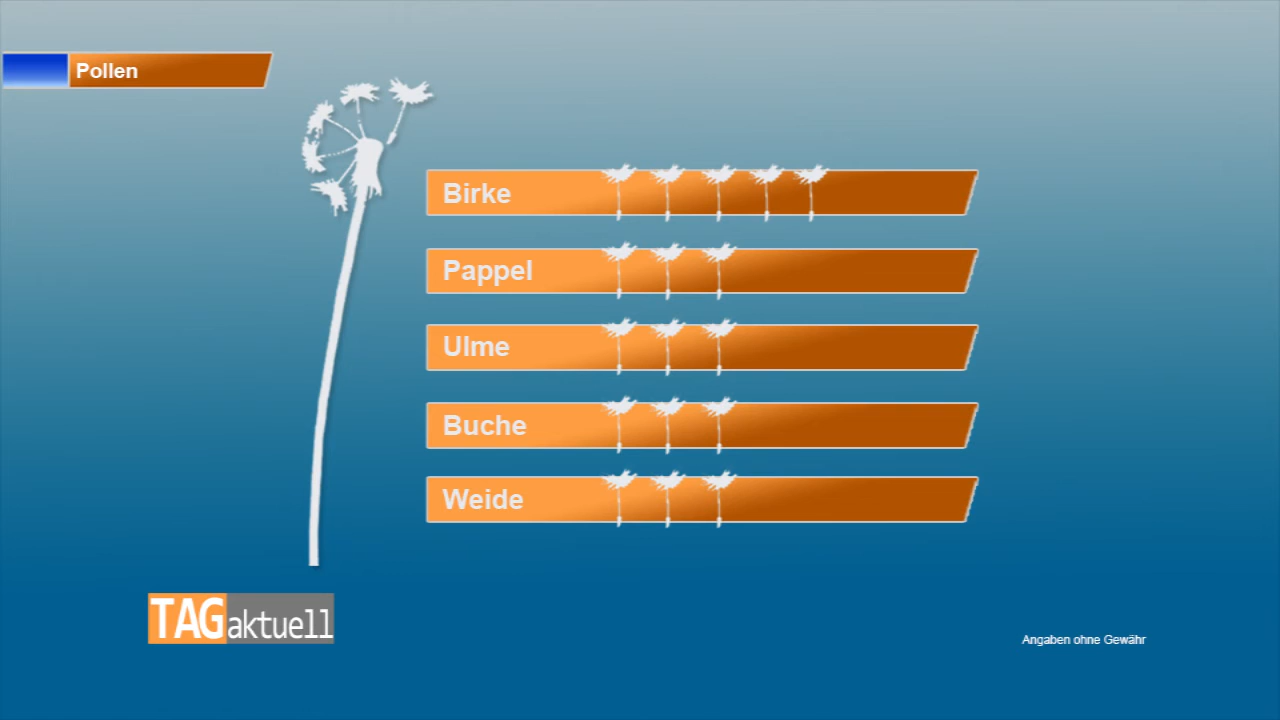 Pollen
Birke
Pappel
Ulme
Buche
Weide
TAGaktuell
Angaben ohne Gewähr